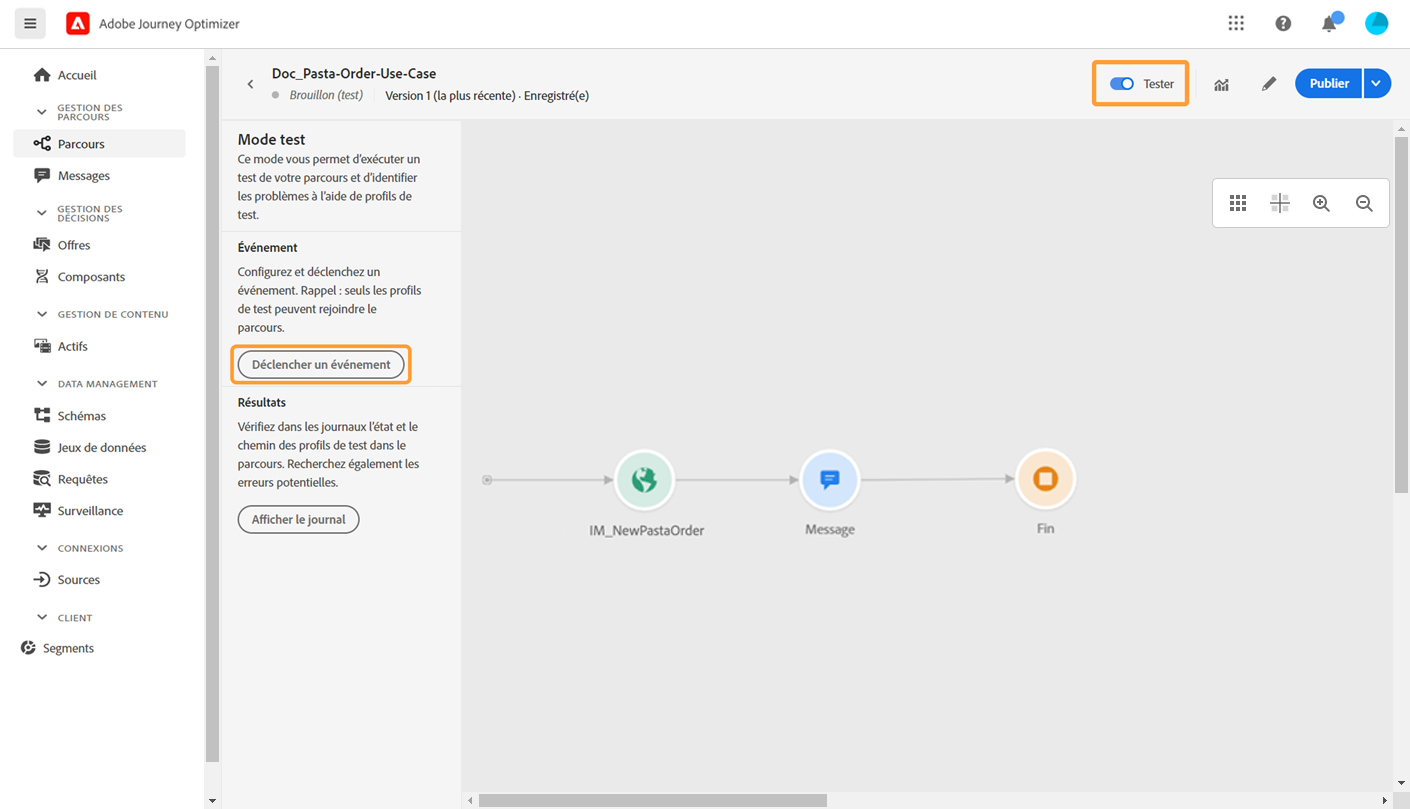 Adobe Journey Optimizer
Accueil
GESTION DES
PARCOURS
Parcours
Messages
GESTION DES
DÉCISIONS
Offres
Composants
GESTION DE CONTENU
Actifs
DATA MANAGEMENT
Schémas
Jeux de données
Requêtes
Surveillance
CONNEXIONS
Sources
CLIENT
Segments
Doc_Pasta-Order-Use-Case
Brouillon (test) Version 1 (la plus récente) · Enregistré(e)
Tester
Publier
Mode test
Ce mode vous permet d'exécuter un
test de votre parcours et d'identifier
les problèmes à l'aide de profils de
test.
Événement
Configurez et déclenchez un
événement. Rappel : seuls les profils
de test peuvent rejoindre le
parcours.
Déclencher un événement
Résultats
Vérifiez dans les journaux l'état et le
chemin des profils de test dans le
parcours. Recherchez également les
erreurs potentielles.
Afficher le journal
IM_NewPastaOrder
Message
Fin